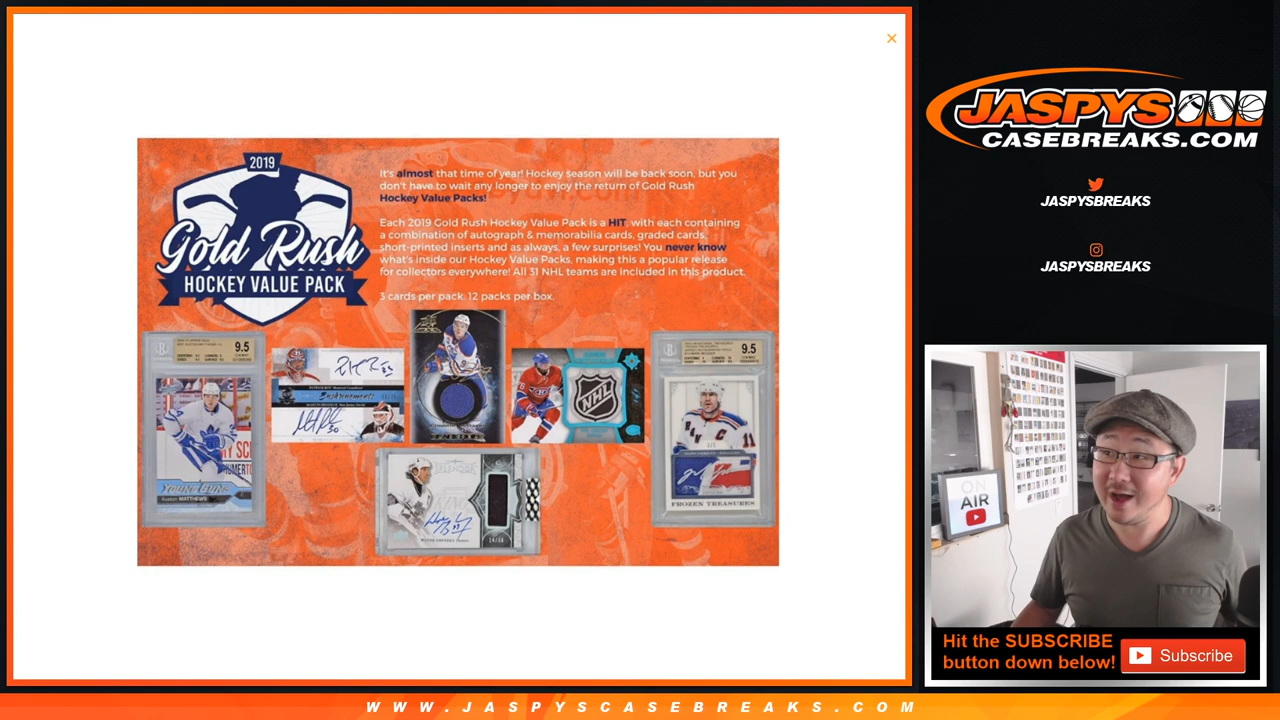 ×
2019
Gold Rush
HOCKEY VALUE PACK
It's almost that time of year! Hockey season will be back soon, but you
don't have to wait any longer to enjoy the return of Gold Rush
Hockey Value Packs!
Each 2019 Gold Rush Hockey Value Pack is a HIT, with each containing
a combination of autograph & memorabilia cards, graded cards,
short-printed inserts and as always, a few surprises! You never know
what's inside our Hockey Value Packs, making this a popular release
for collectors everywhere! All 31 NHL teams are included in this product.
3 cards per pack. 12 packs per box.
9.5
YOUNG GUNS
Auston MATTHEWS
NHL
9.5
FROZEN TREASURES
JASPYS
CASEBREAKS.COM
JASPYSBREAKS
JASPYSBREAKS
ON
AIR
Hit the SUBSCRIBE
button down below!
Subscribe
WWW.JASPYSCASEBREAKS.COM